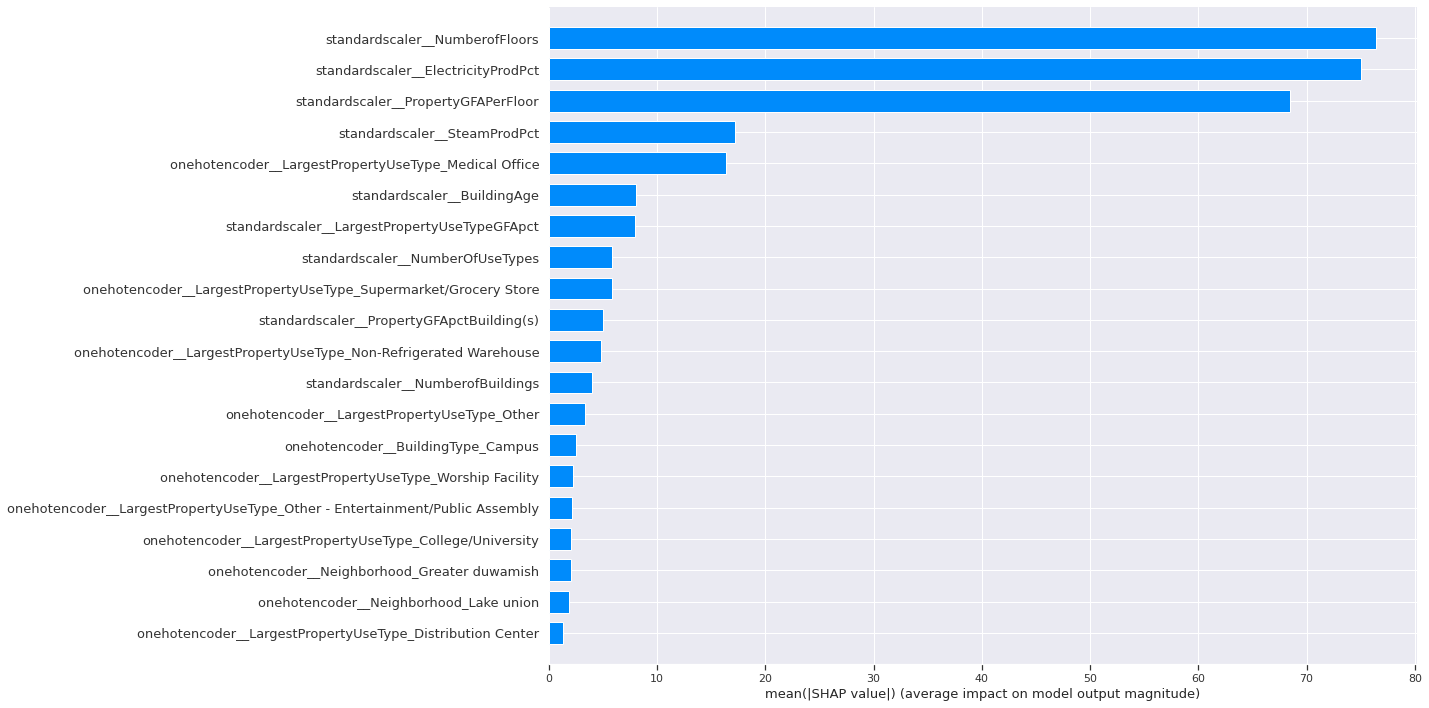 standardscaler__NumberofFloors
standardscaler__ElectricityProdPct
standardscaler__PropertyGFAPerFloor
standardscaler__SteamProdPct
onehotencoder__LargestPropertyUseType_Medical Office
standardscaler__BuildingAge
standardscaler__LargestPropertyUseTypeGFApct
standardscaler__NumberOfUseTypes
onehotencoder__LargestPropertyUseType_Supermarket/Grocery Store
standardscaler__PropertyGFApctBuilding(s)
onehotencoder__LargestPropertyUseType_Non-Refrigerated Warehouse
standardscaler__NumberofBuildings
onehotencoder__LargestPropertyUseType_Other
onehotencoder__BuildingType_Campus
onehotencoder__LargestPropertyUseType_Worship Facility
onehotencoder__LargestPropertyUseType_Other - Entertainment/Public Assembly
onehotencoder__LargestPropertyUseType_College/University
onehotencoder__Neighborhood_Greater duwamish
onehotencoder__Neighborhood_Lake union
onehotencoder__LargestPropertyUseType_Distribution Center
0 10 20 30 40 50 60 70 80
mean(|SHAP value|) (average impact on model output magnitude)